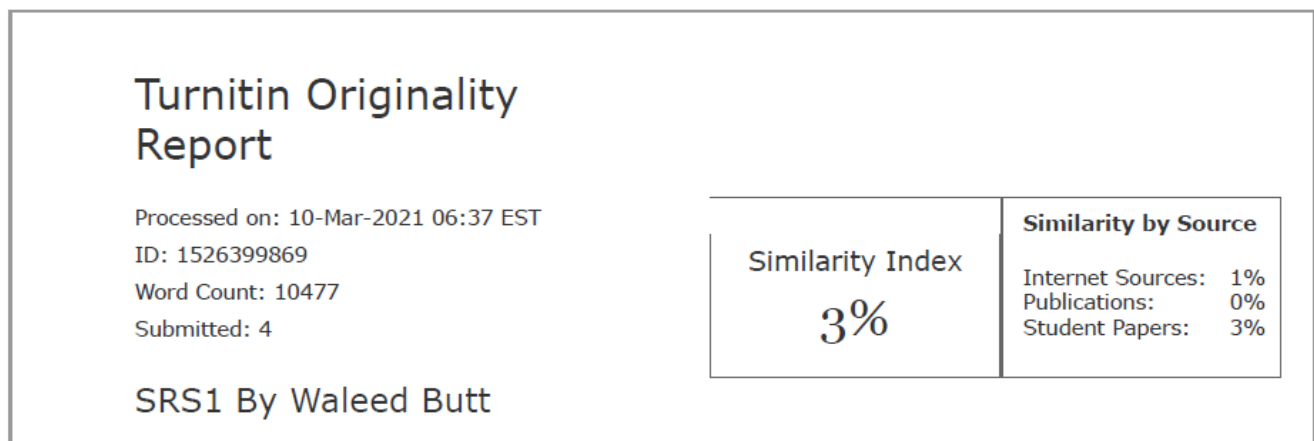 Turnitin Originality
Report
Processed on: 10-Mar-2021 06:37 EST
ID: 1526399869
Word Count: 10477
Submitted: 4
SRS1 By Waleed Butt
Similarity Index
3%
Similarity by Source
Internet Sources: 1%
Publications: 0%
Student Papers: 3%